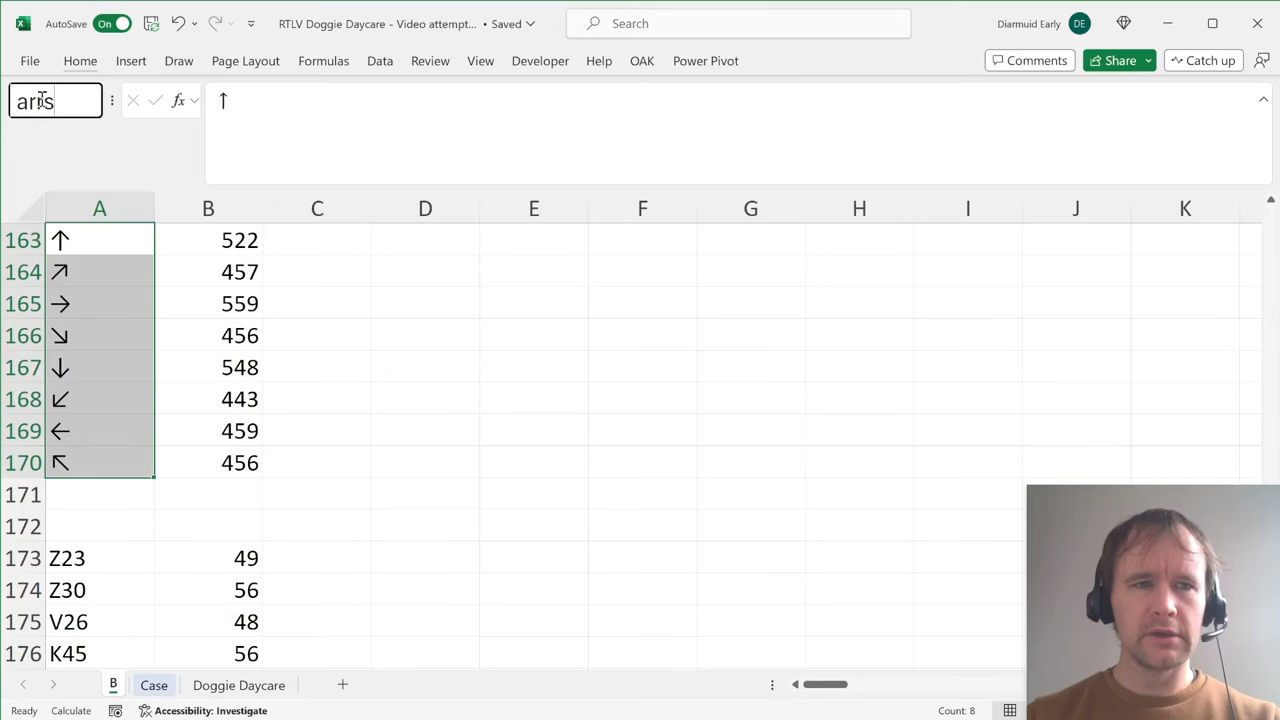 AutoSave On RTLV Doggie Daycare - Video attempt... • Saved Search Diarmuid Early DE
File Home Insert Draw Page Layout Formulas Data Review View Developer Help OAK Power Pivot Comments Share Catch up
fx ↑
A B C D E F G H I J K
163 ↑ 522
164 ↗ 457
165 → 559
166 ↘ 456
167 ↓ 548
168 ↙ 443
169 ← 459
170 ↖ 456
171
172
173 Z23 49
174 Z30 56
175 V26 48
176 K45 56
B Case Doggie Daycare
Ready Calculate Accessibility: Investigate Count: 8